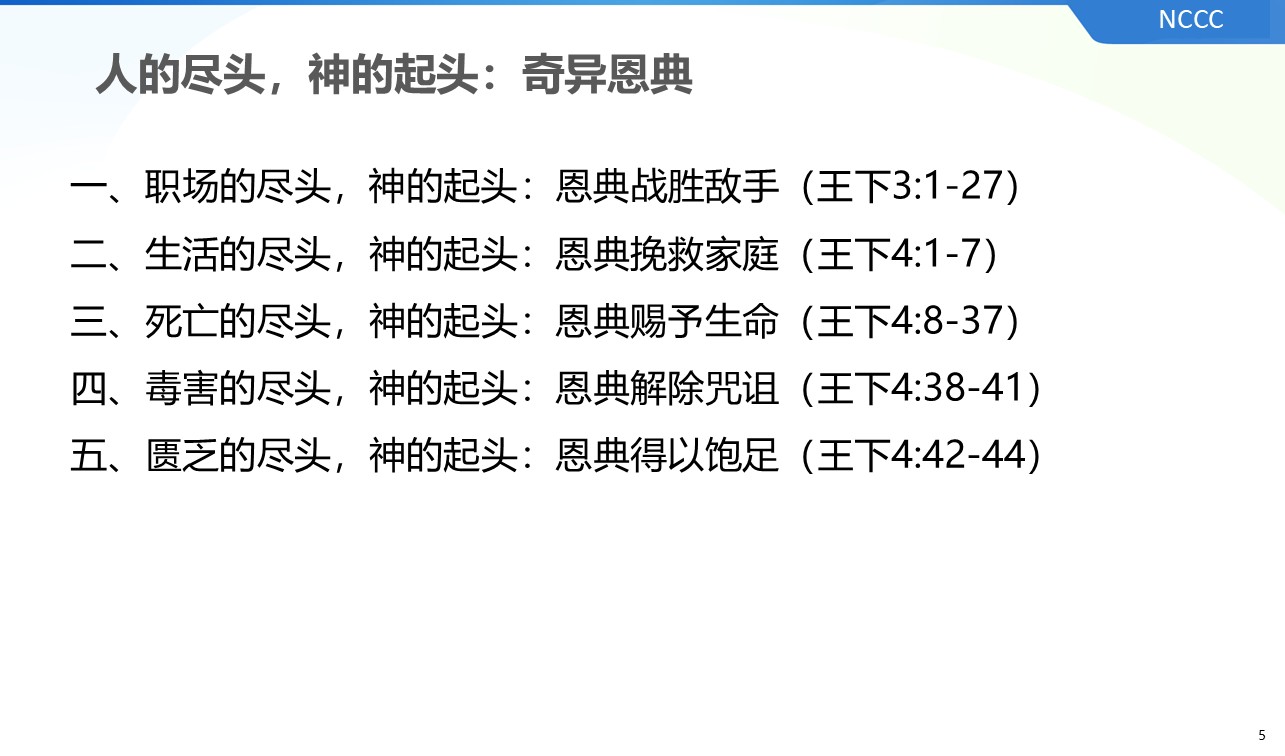 NCCC
人的尽头，神的起头：奇异恩典
一、职场的尽头，神的起头：恩典战胜敌手（王下3:1-27）
二、生活的尽头，神的起头：恩典挽救家庭（王下4:1-7）
三、死亡的尽头，神的起头：恩典赐予生命（王下4:8-37）
四、毒害的尽头，神的起头：恩典解除咒诅（王下4:38-41）
五、匮乏的尽头，神的起头：恩典得以饱足（王下4:42-44）
5